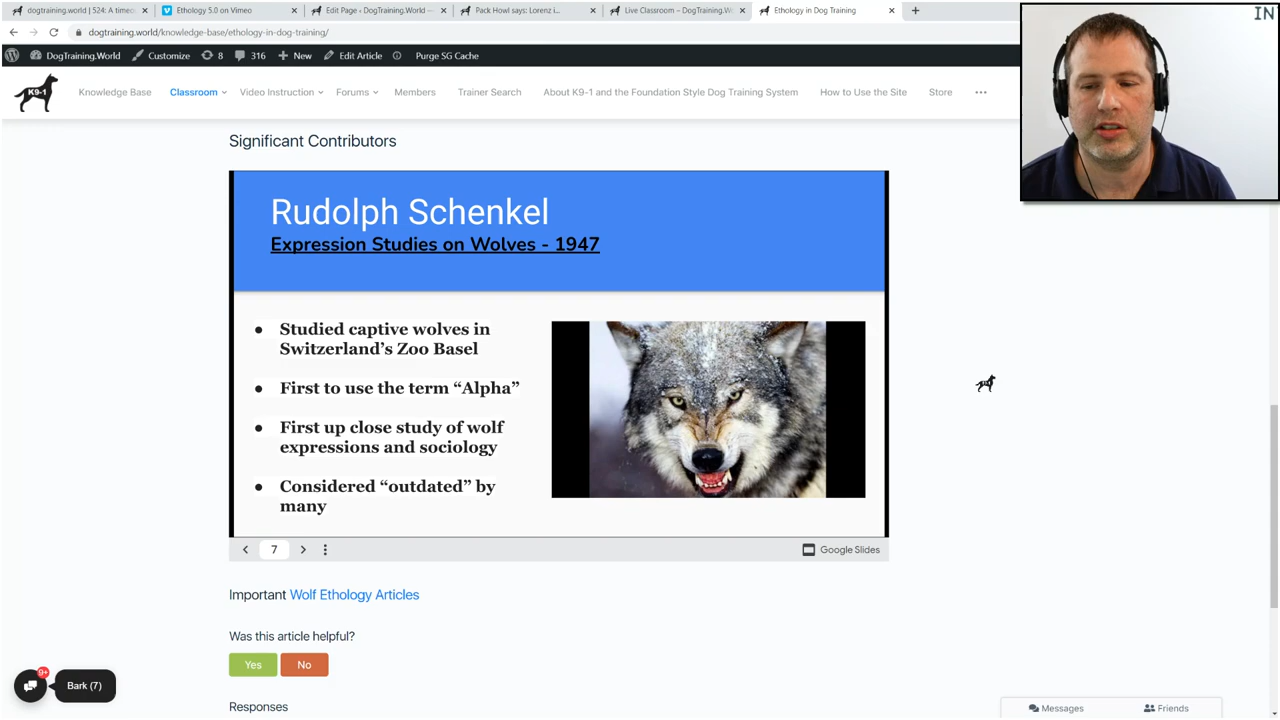 dogtraining.world | 524: A timeo
Ethology 5.0 on Vimeo
Edit Page ‹ DogTraining.World —
Pack Howl says: Lorenz i...
Live Classroom – DogTraining.W
Ethology in Dog Training
IN
dogtraining.world/knowledge-base/ethology-in-dog-training/
DogTraining.World
Customize
8
316
New
Edit Article
Purge SG Cache
K9-1
Knowledge Base
Classroom
Video Instruction
Forums
Members
Trainer Search
About K9-1 and the Foundation Style Dog Training System
How to Use the Site
Store
Significant Contributors
Rudolph Schenkel
Expression Studies on Wolves - 1947
● Studied captive wolves in
Switzerland's Zoo Basel
● First to use the term “Alpha”
● First up close study of wolf
expressions and sociology
● Considered “outdated” by
many
7
Google Slides
Important Wolf Ethology Articles
Was this article helpful?
Yes
No
9+
Bark (7)
Responses
Messages
Friends